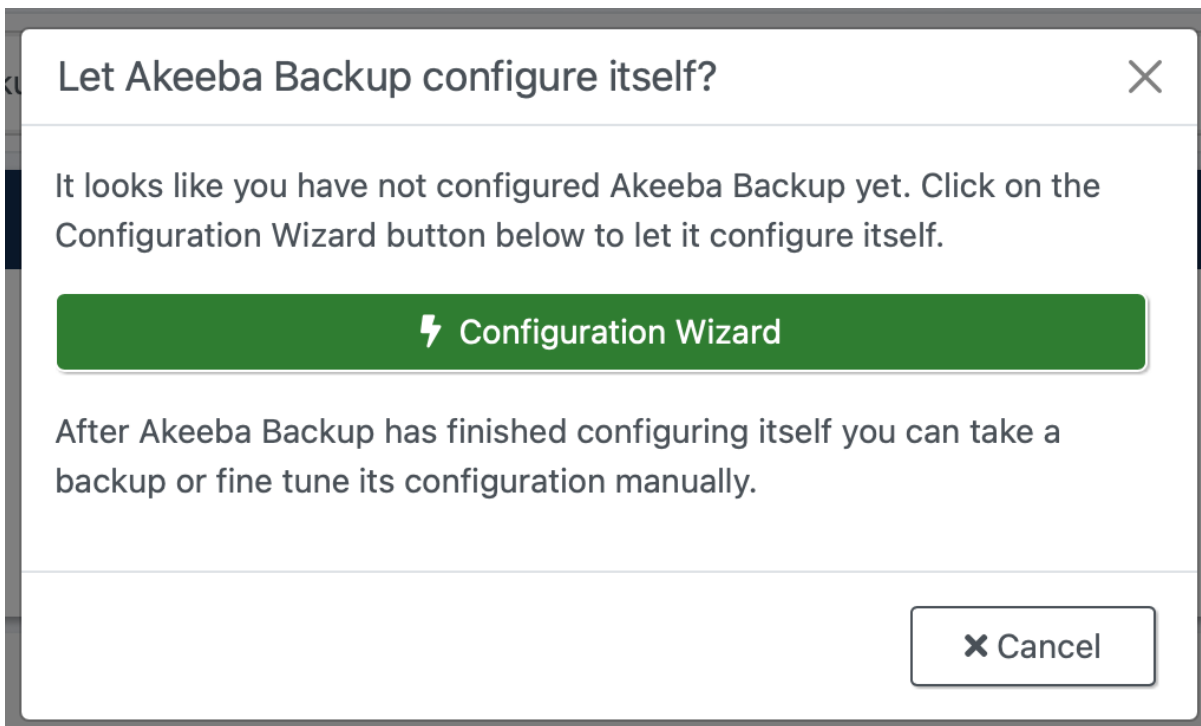 Let Akeeba Backup configure itself?
It looks like you have not configured Akeeba Backup yet. Click on the
Configuration Wizard button below to let it configure itself.
Configuration Wizard
After Akeeba Backup has finished configuring itself you can take a
backup or fine tune its configuration manually.
Cancel